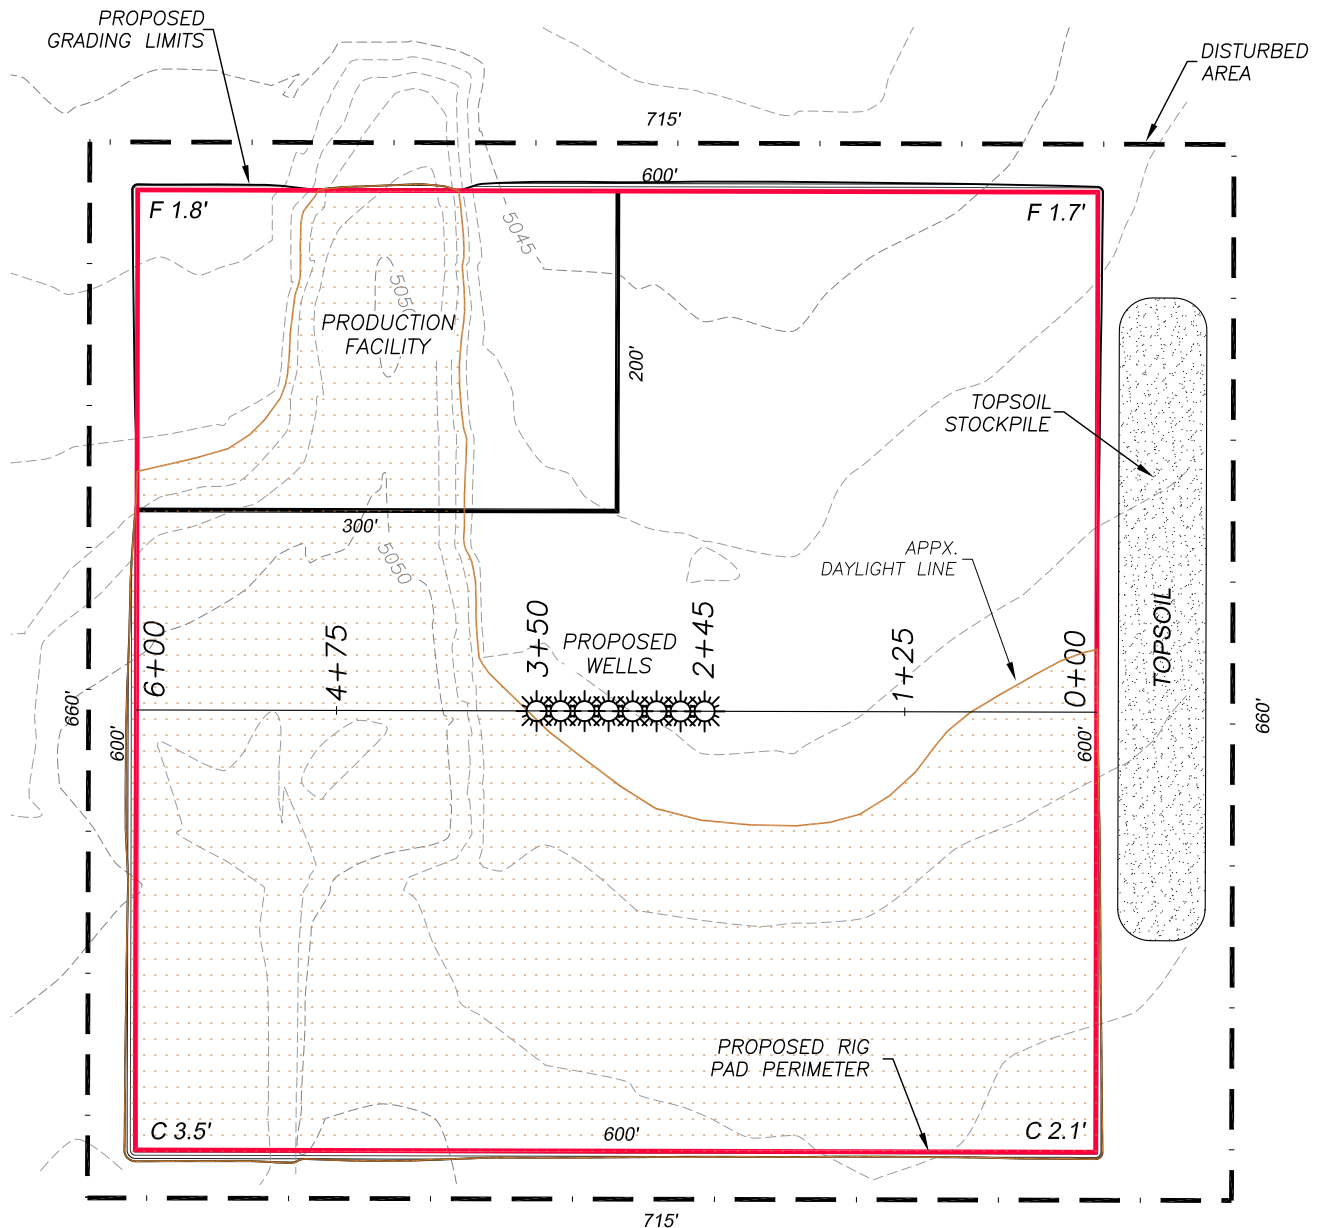 PROPOSED
GRADING LIMITS
DISTURBED
AREA
715'
600'
F 1.8'
F 1.7'
5045
5050
PRODUCTION
FACILITY
200'
TOPSOIL
STOCKPILE
300'
5050
APPX.
DAYLIGHT LINE
6+00
4+75
3+50
PROPOSED
WELLS
2+45
1+25
0+00
TOPSOIL
660'
600'
600'
660'
PROPOSED RIG
PAD PERIMETER
C 3.5'
600'
C 2.1'
715'